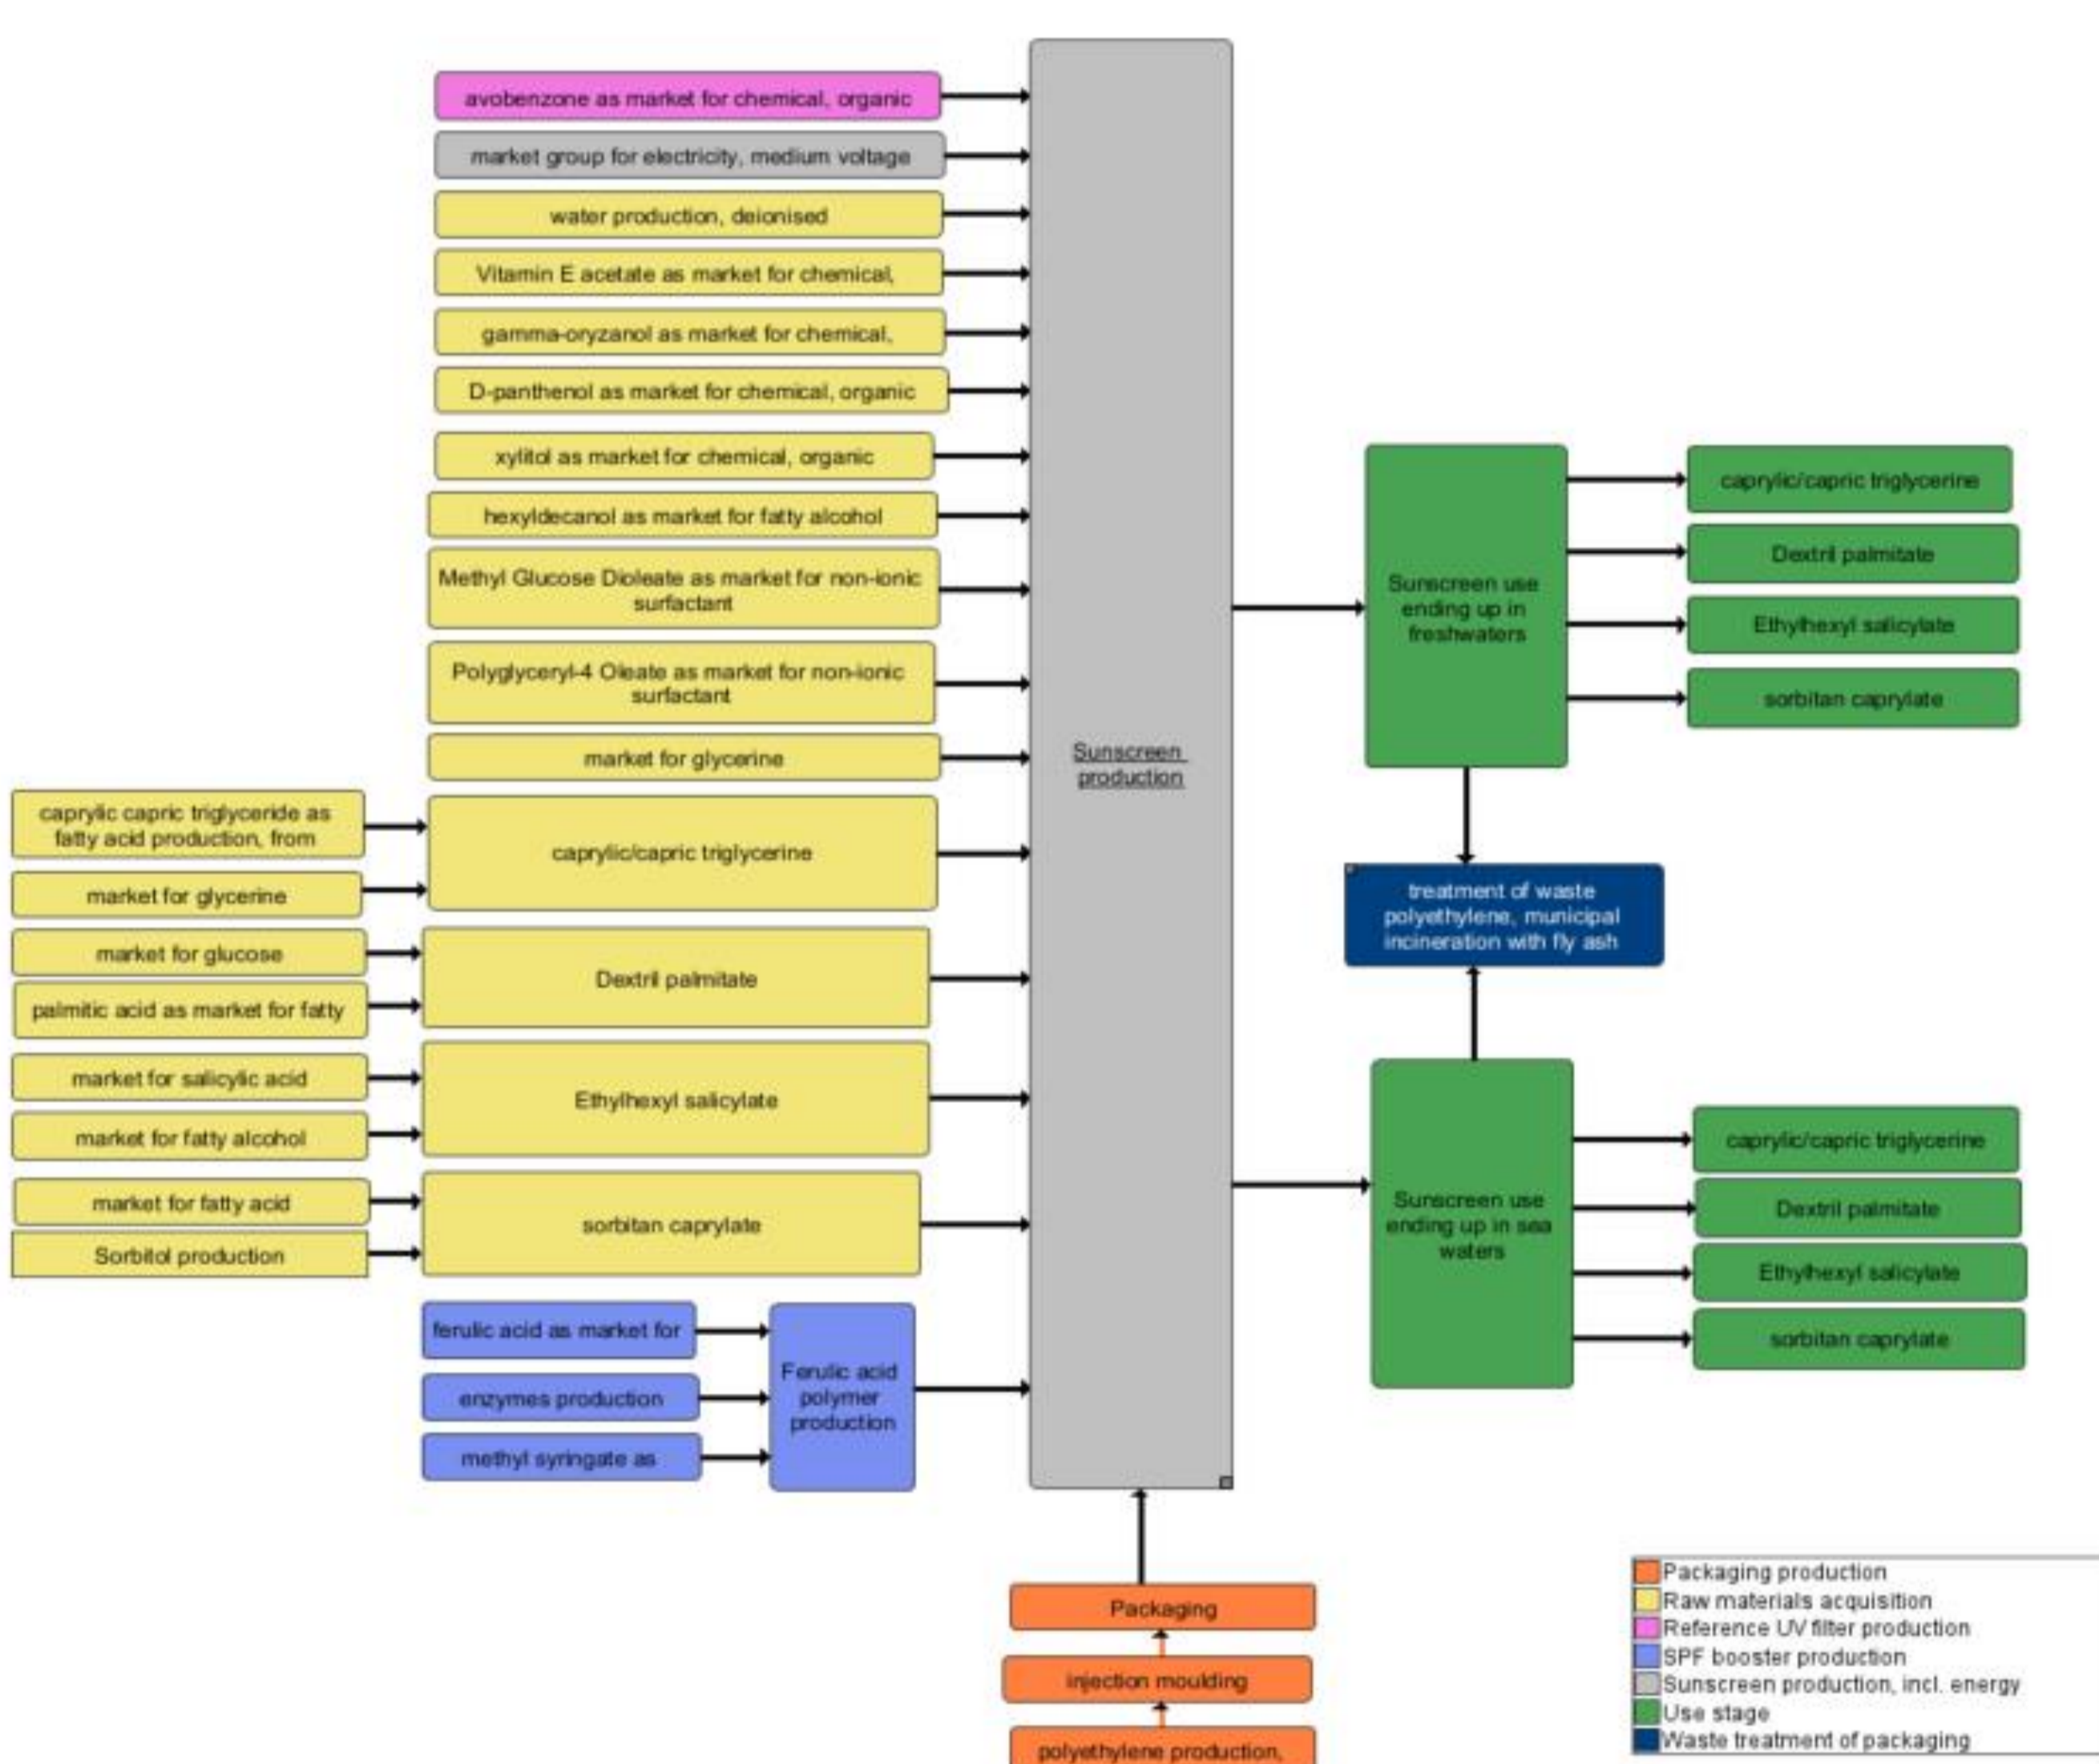 avobenzone as market for chemical, organic
market group for electricity, medium voltage
water production, deionised
Vitamin E acetate as market for chemical,
gamma-oryzanol as market for chemical,
D-panthenol as market for chemical, organic
xylitol as market for chemical, organic
hexyldecanol as market for fatty alcohol
Methyl Glucose Dioleate as market for non-ionic
surfactant
Polyglyceryl-4 Oleate as market for non-ionic
surfactant
market for glycerine
caprylic capric triglyceride as
fatty acid production, from
market for glycerine
caprylic/capric triglycerine
market for glucose
palmitic acid as market for fatty
Dextril palmitate
market for salicylic acid
market for fatty alcohol
Ethylhexyl salicylate
market for fatty acid
Sorbitol production
sorbitan caprylate
ferulic acid as market for
enzymes production
methyl syringate as
Ferulic acid
polymer
production
Sunscreen
production
Packaging
injection moulding
polyethylene production,
Sunscreen use
ending up in
freshwaters
caprylic/capric triglycerine
Dextril palmitate
Ethylhexyl salicylate
sorbitan caprylate
treatment of waste
polyethylene, municipal
incineration with fly ash
Sunscreen use
ending up in sea
waters
caprylic/capric triglycerine
Dextril palmitate
Ethylhexyl salicylate
sorbitan caprylate
Packaging production
Raw materials acquisition
Reference UV filter production
SPF booster production
Sunscreen production, incl. energy
Use stage
Waste treatment of packaging